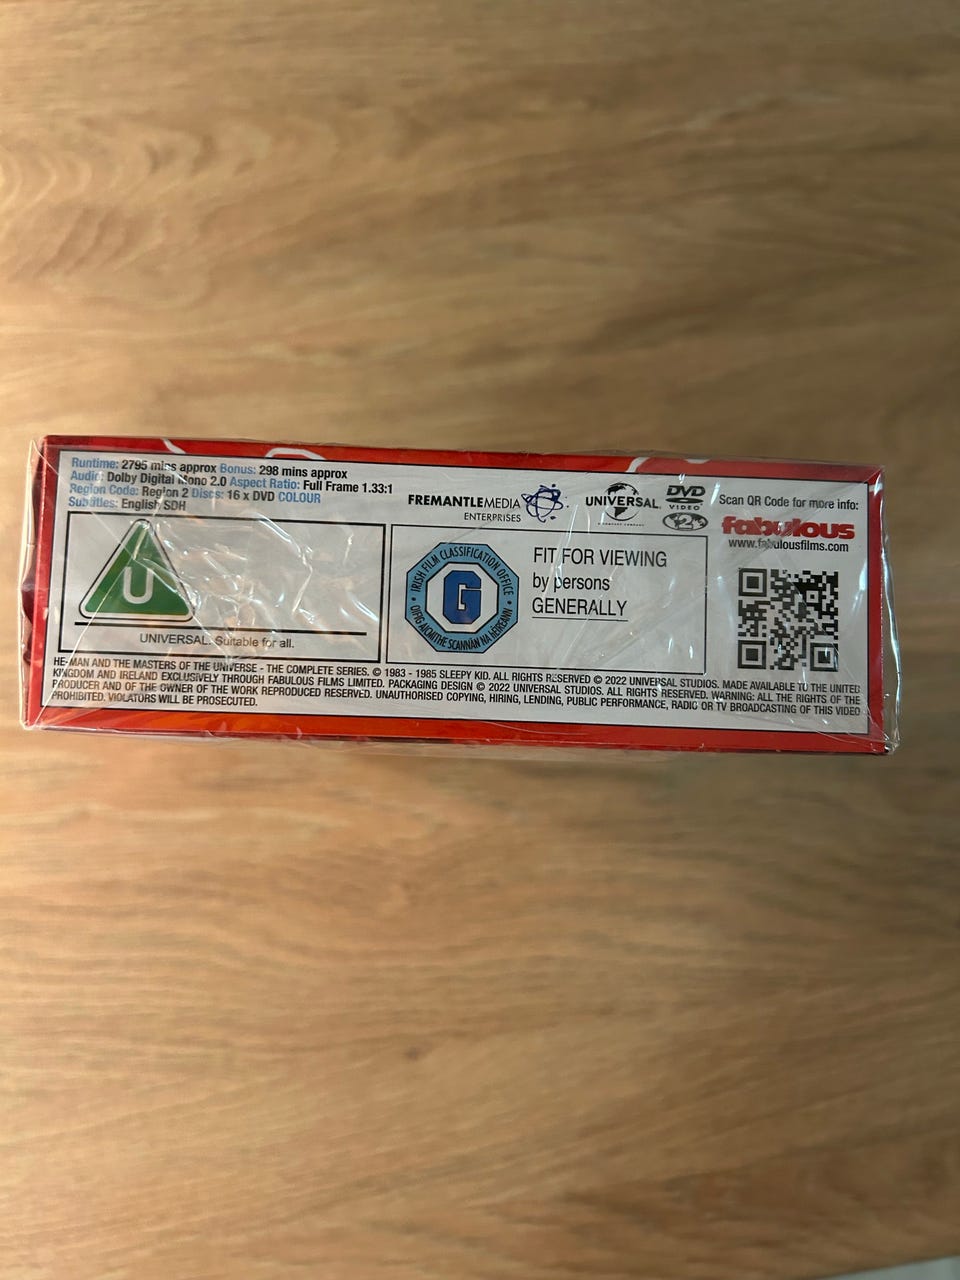 Runtime: 2795 mins approx Bonus: 298 mins approx
Audio: Dolby Digital Mono 2.0 Aspect Ratio: Full Frame 1.33:1
Region Code: Region 2 Discs: 16 x DVD COLOUR
Subtitles: English SDH
FREMANTLEMEDIA
ENTERPRISES
UNIVERSAL
A COMCAST COMPANY
DVD
VIDEO
2
Scan QR Code for more info:
fabulous
www.fabulousfilms.com
U
UNIVERSAL. Suitable for all.
IRISH FILM CLASSIFICATION OFFICE
G
OIFIG AICMITHE SCANNÁN NA hÉIREANN
FIT FOR VIEWING
by persons
GENERALLY
HE-MAN AND THE MASTERS OF THE UNIVERSE - THE COMPLETE SERIES. © 1983 - 1985 SLEEPY KID. ALL RIGHTS RESERVED © 2022 UNIVERSAL STUDIOS. MADE AVAILABLE TO THE UNITED
KINGDOM AND IRELAND EXCLUSIVELY THROUGH FABULOUS FILMS LIMITED. PACKAGING DESIGN © 2022 UNIVERSAL STUDIOS. ALL RIGHTS RESERVED. WARNING: ALL THE RIGHTS OF THE
PRODUCER AND OF THE OWNER OF THE WORK REPRODUCED RESERVED. UNAUTHORISED COPYING, HIRING, LENDING, PUBLIC PERFORMANCE, RADIO OR TV BROADCASTING OF THIS VIDEO
PROHIBITED. VIOLATORS WILL BE PROSECUTED.